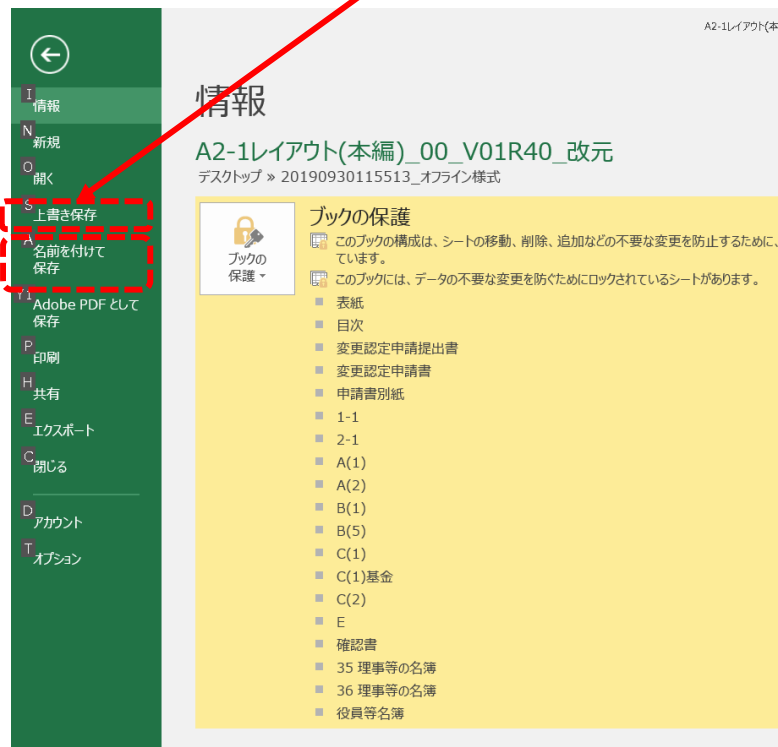 A2-1レイアウト(本
I
情報
N
新規
O
開く
S
上書き保存
A
名前を付けて
保存
Y1
Adobe PDF として
保存
P
印刷
H
共有
E
エクスポート
C
閉じる
D
アカウント
T
オプション
情報
A2-1レイアウト(本編)_00_V01R40_改元
デスクトップ » 20190930115513_オフライン様式
ブックの
保護
ブックの保護
このブックの構成は、シートの移動、削除、追加などの不要な変更を防止するために、
ています。
このブックには、データの不要な変更を防ぐためにロックされているシートがあります。
表紙
目次
変更認定申請提出書
変更認定申請書
申請書別紙
1-1
2-1
A(1)
A(2)
B(1)
B(5)
C(1)
C(1)基金
C(2)
E
確認書
35 理事等の名簿
36 理事等の名簿
役員等名簿